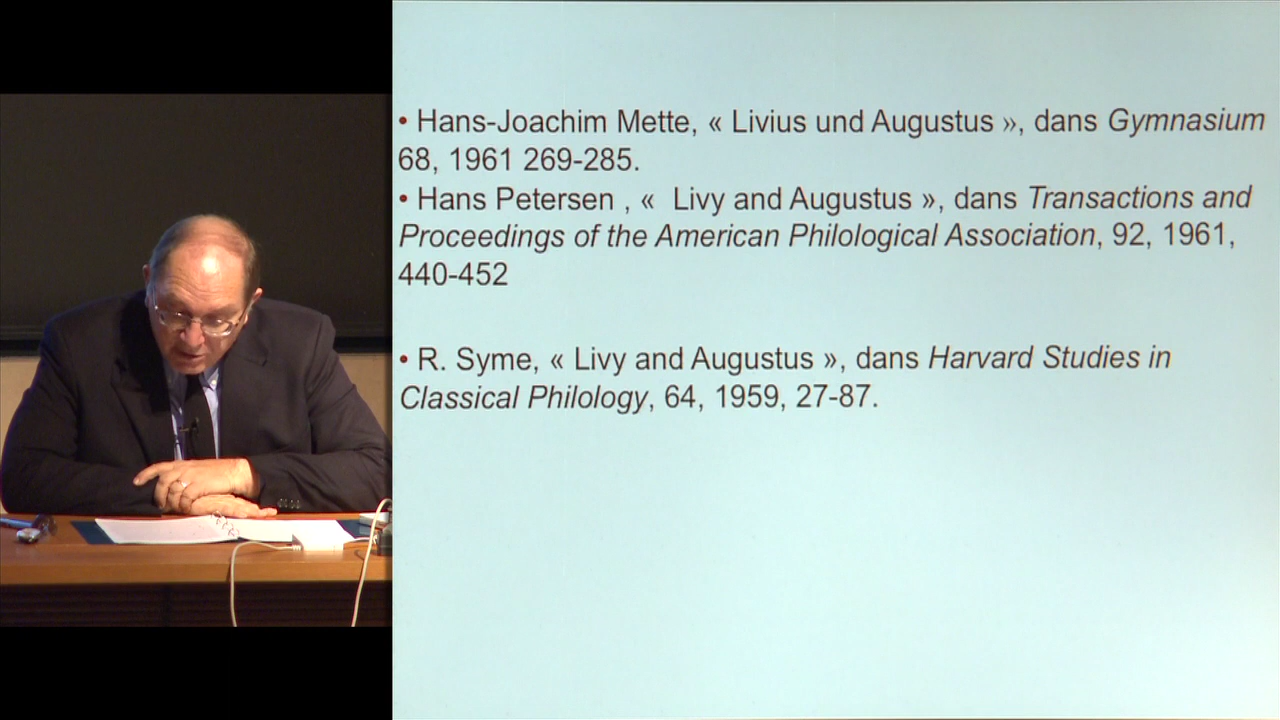 • Hans-Joachim Mette, « Livius und Augustus », dans Gymnasium
68, 1961 269-285.
• Hans Petersen , «  Livy and Augustus », dans Transactions and
Proceedings of the American Philological Association, 92, 1961,
440-452
• R. Syme, « Livy and Augustus », dans Harvard Studies in
Classical Philology, 64, 1959, 27-87.